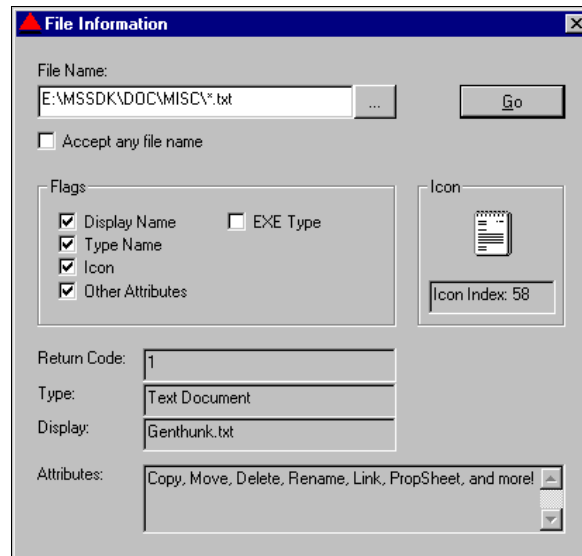 File Information
File Name:
E:\MSSDK\DOC\MISC\*.txt
...
Go
Accept any file name
Flags
Display Name
EXE Type
Type Name
Icon
Other Attributes
Icon
Icon Index: 58
Return Code:
1
Type:
Text Document
Display:
Genthunk.txt
Attributes:
Copy, Move, Delete, Rename, Link, PropSheet, and more!